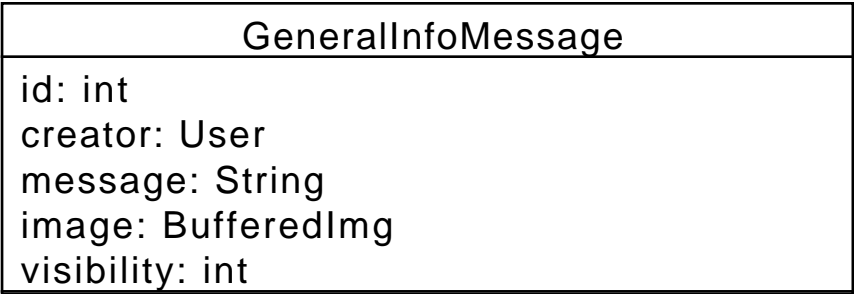 GeneralInfoMessage
id: int
creator: User
message: String
image: BufferedImg
visibility: int